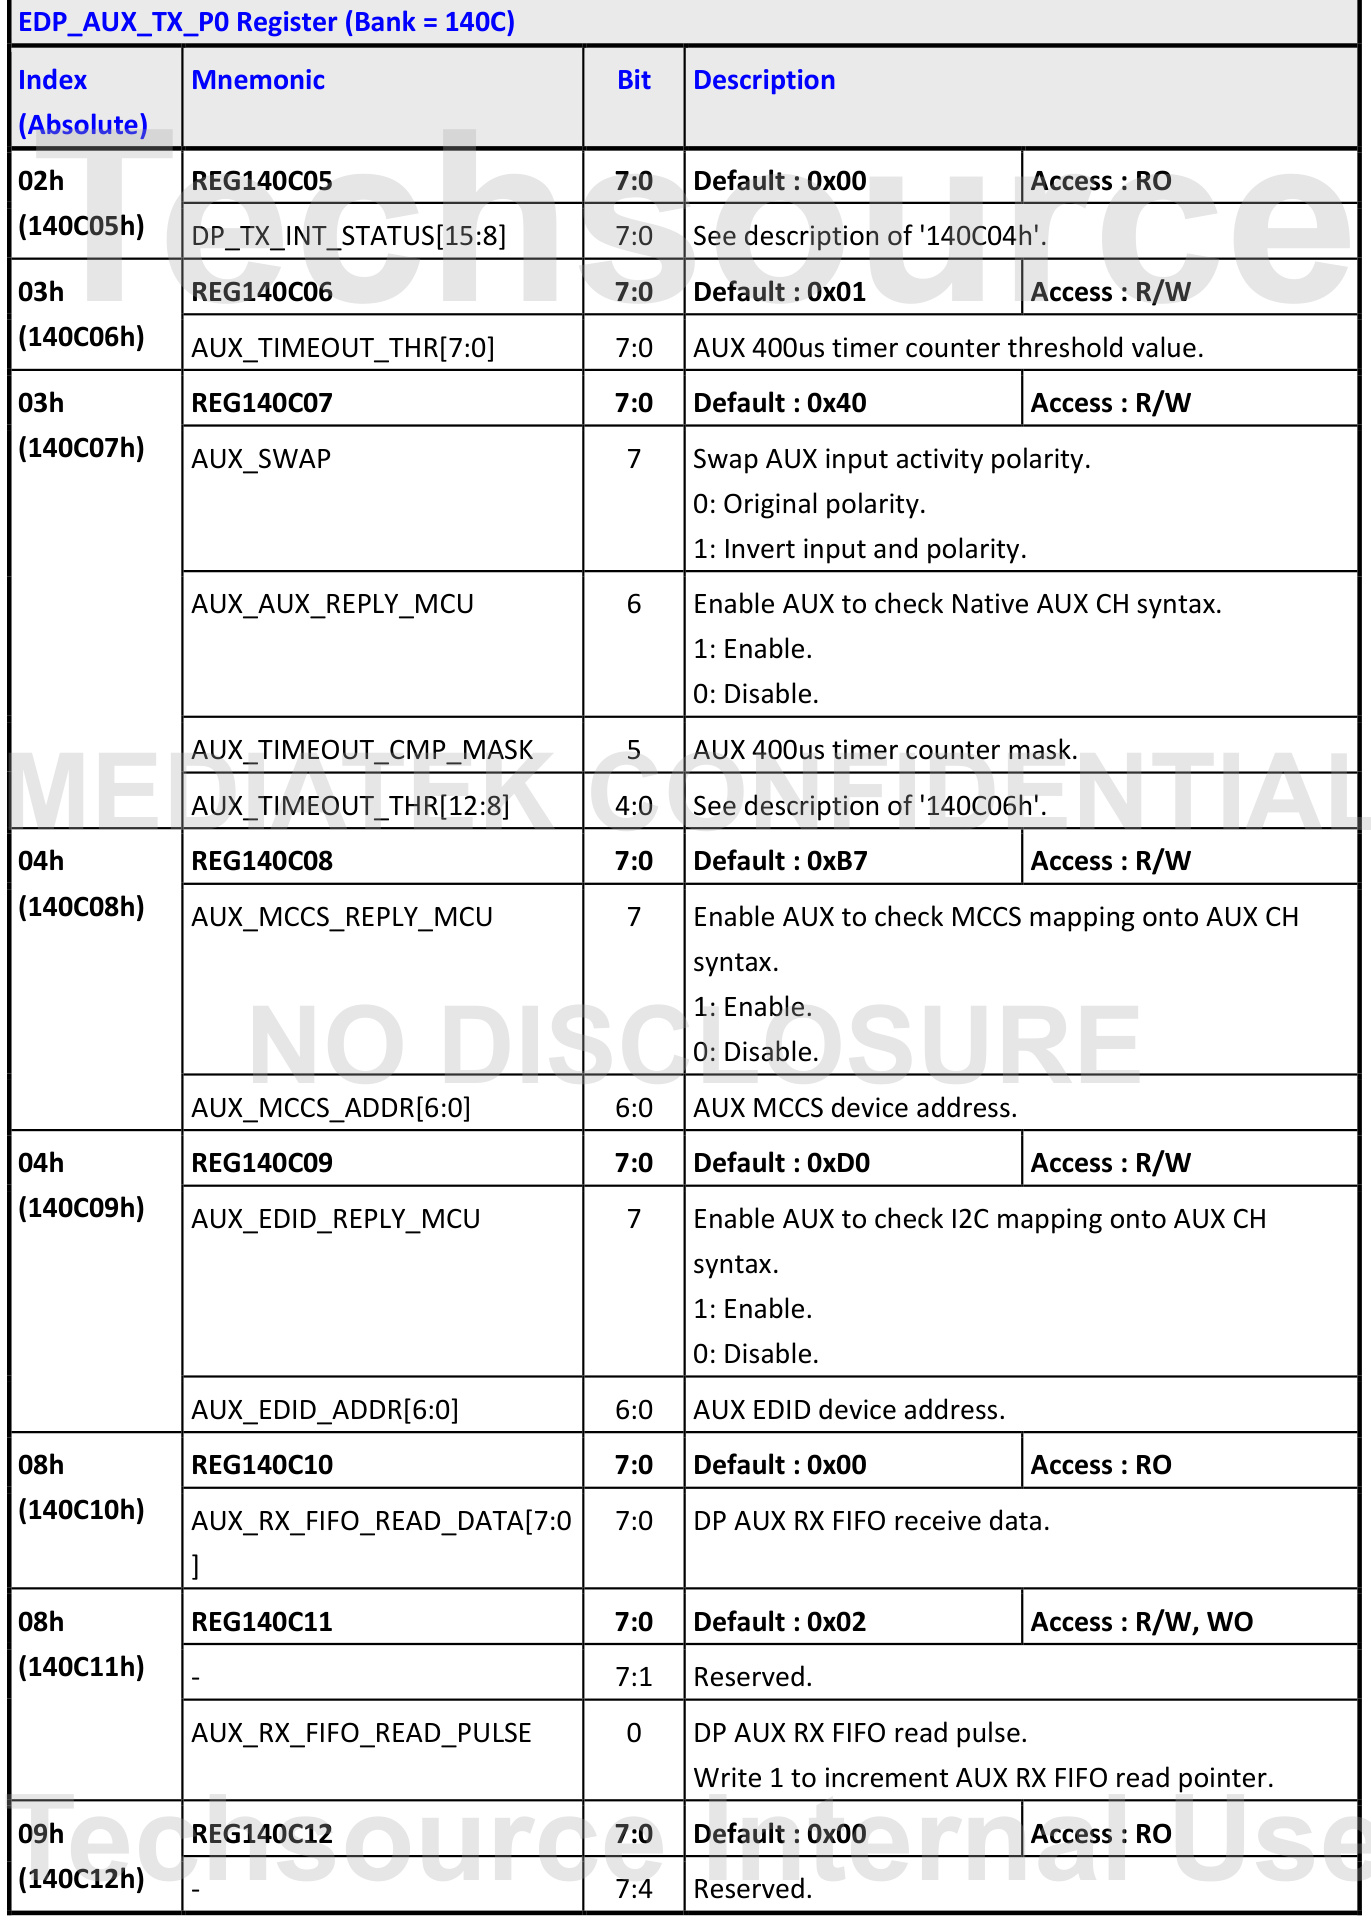 EDP_AUX_TX_P0 Register (Bank = 140C)
Index (Absolute) Mnemonic Bit Description
02h (140C05h) REG140C05 7:0 Default : 0x00 Access : RO
DP_TX_INT_STATUS[15:8] 7:0 See description of '140C04h'.
Techsource
03h (140C06h) REG140C06 7:0 Default : 0x01 Access : R/W
AUX_TIMEOUT_THR[7:0] 7:0 AUX 400us timer counter threshold value.
03h (140C07h) REG140C07 7:0 Default : 0x40 Access : R/W
AUX_SWAP 7 Swap AUX input activity polarity.
0: Original polarity.
1: Invert input and polarity.
AUX_AUX_REPLY_MCU 6 Enable AUX to check Native AUX CH syntax.
1: Enable.
0: Disable.
AUX_TIMEOUT_CMP_MASK 5 AUX 400us timer counter mask.
MEDIATEK CONFIDENTIAL
AUX_TIMEOUT_THR[12:8] 4:0 See description of '140C06h'.
04h (140C08h) REG140C08 7:0 Default : 0xB7 Access : R/W
AUX_MCCS_REPLY_MCU 7 Enable AUX to check MCCS mapping onto AUX CH
syntax.
1: Enable.
NO DISCLOSURE
0: Disable.
AUX_MCCS_ADDR[6:0] 6:0 AUX MCCS device address.
04h (140C09h) REG140C09 7:0 Default : 0xD0 Access : R/W
AUX_EDID_REPLY_MCU 7 Enable AUX to check I2C mapping onto AUX CH
syntax.
1: Enable.
0: Disable.
AUX_EDID_ADDR[6:0] 6:0 AUX EDID device address.
08h (140C10h) REG140C10 7:0 Default : 0x00 Access : RO
AUX_RX_FIFO_READ_DATA[7:0
] 7:0 DP AUX RX FIFO receive data.
08h (140C11h) REG140C11 7:0 Default : 0x02 Access : R/W, WO
- 7:1 Reserved.
AUX_RX_FIFO_READ_PULSE 0 DP AUX RX FIFO read pulse.
Write 1 to increment AUX RX FIFO read pointer.
Techsource Internal Use
09h (140C12h) REG140C12 7:0 Default : 0x00 Access : RO
- 7:4 Reserved.